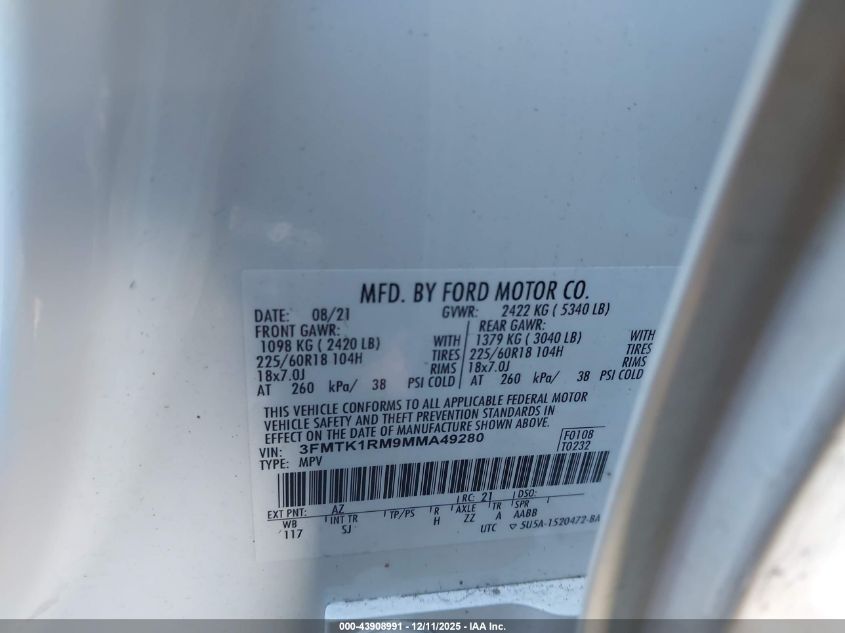 MFD. BY FORD MOTOR CO.
DATE: 08/21 GVWR: 2422 KG ( 5340 LB)
FRONT GAWR: REAR GAWR:
1098 KG ( 2420 LB) WITH 1379 KG ( 3040 LB) WITH
225/60R18 104H TIRES 225/60R18 104H TIRES
18x7.0J RIMS 18x7.0J RIMS
AT 260 kPa/ 38 PSI COLD AT 260 kPa/ 38 PSI COLD
THIS VEHICLE CONFORMS TO ALL APPLICABLE FEDERAL MOTOR
VEHICLE SAFETY AND THEFT PREVENTION STANDARDS IN
EFFECT ON THE DATE OF MANUFACTURE SHOWN ABOVE.
VIN: 3FMTK1RM9MMA49280 F0108
TYPE: MPV T0232
EXT PNT: AZ RC: 21 DSO:
WB INT TR TP/PS R AXLE TR SPR
117 SJ H ZZ A AABB
UTC ▽ 5U5A-1520472-BA
000-43908991 - 12/11/2025 - IAA Inc.